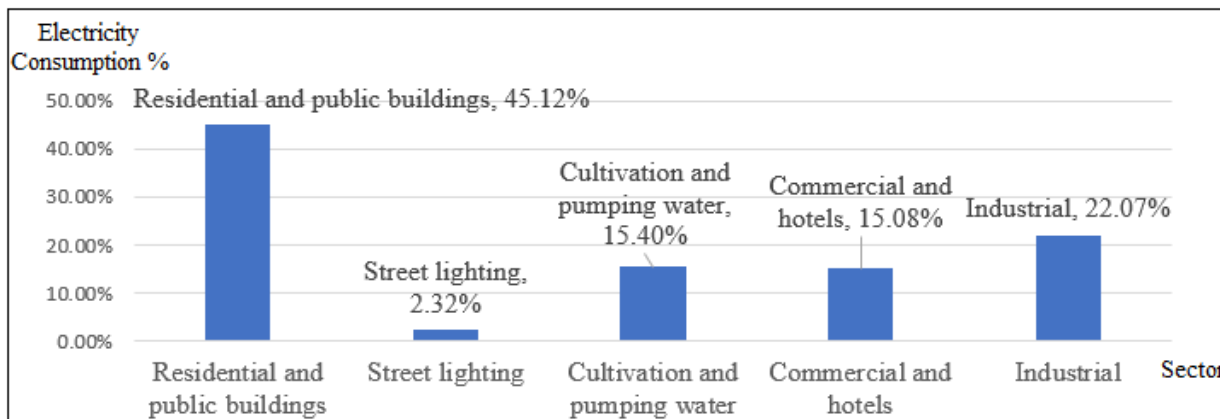 Electricity
Consumption %
50.00%
40.00%
30.00%
20.00%
10.00%
0.00%
Residential and public buildings, 45.12%
Street lighting,
2.32%
Cultivation and
pumping water,
15.40%
Commercial and
hotels, 15.08%
Industrial, 22.07%
Residential and
public buildings
Street lighting
Cultivation and
pumping water
Commercial and
hotels
Industrial
Sector